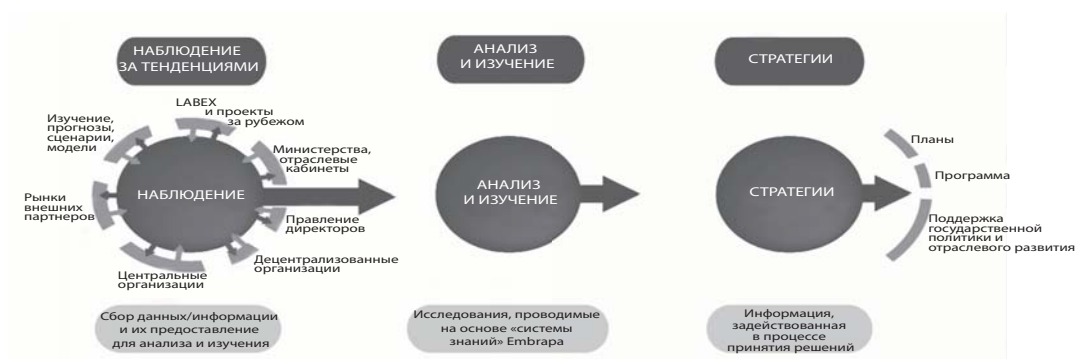 НАБЛЮДЕНИЕ
ЗА ТЕНДЕНЦИЯМИ
АНАЛИЗ
И ИЗУЧЕНИЕ
СТРАТЕГИИ
LABEX
и проекты
за рубежом
Изучение,
прогнозы,
сценарии,
модели
Министерства,
отраслевые
кабинеты
Рынки
внешних
партнеров
НАБЛЮДЕНИЕ
Правление
директоров
Децентрализованные
организации
Центральные
организации
АНАЛИЗ
И ИЗУЧЕНИЕ
СТРАТЕГИИ
Планы
Программа
Поддержка
государственной
политики и
отраслевого развития
Сбор данных/информации
и их предоставление
для анализа и изучения
Исследования, проводимые
на основе «системы
знаний» Embrapa
Информация,
задействованная
в процессе
принятия решений